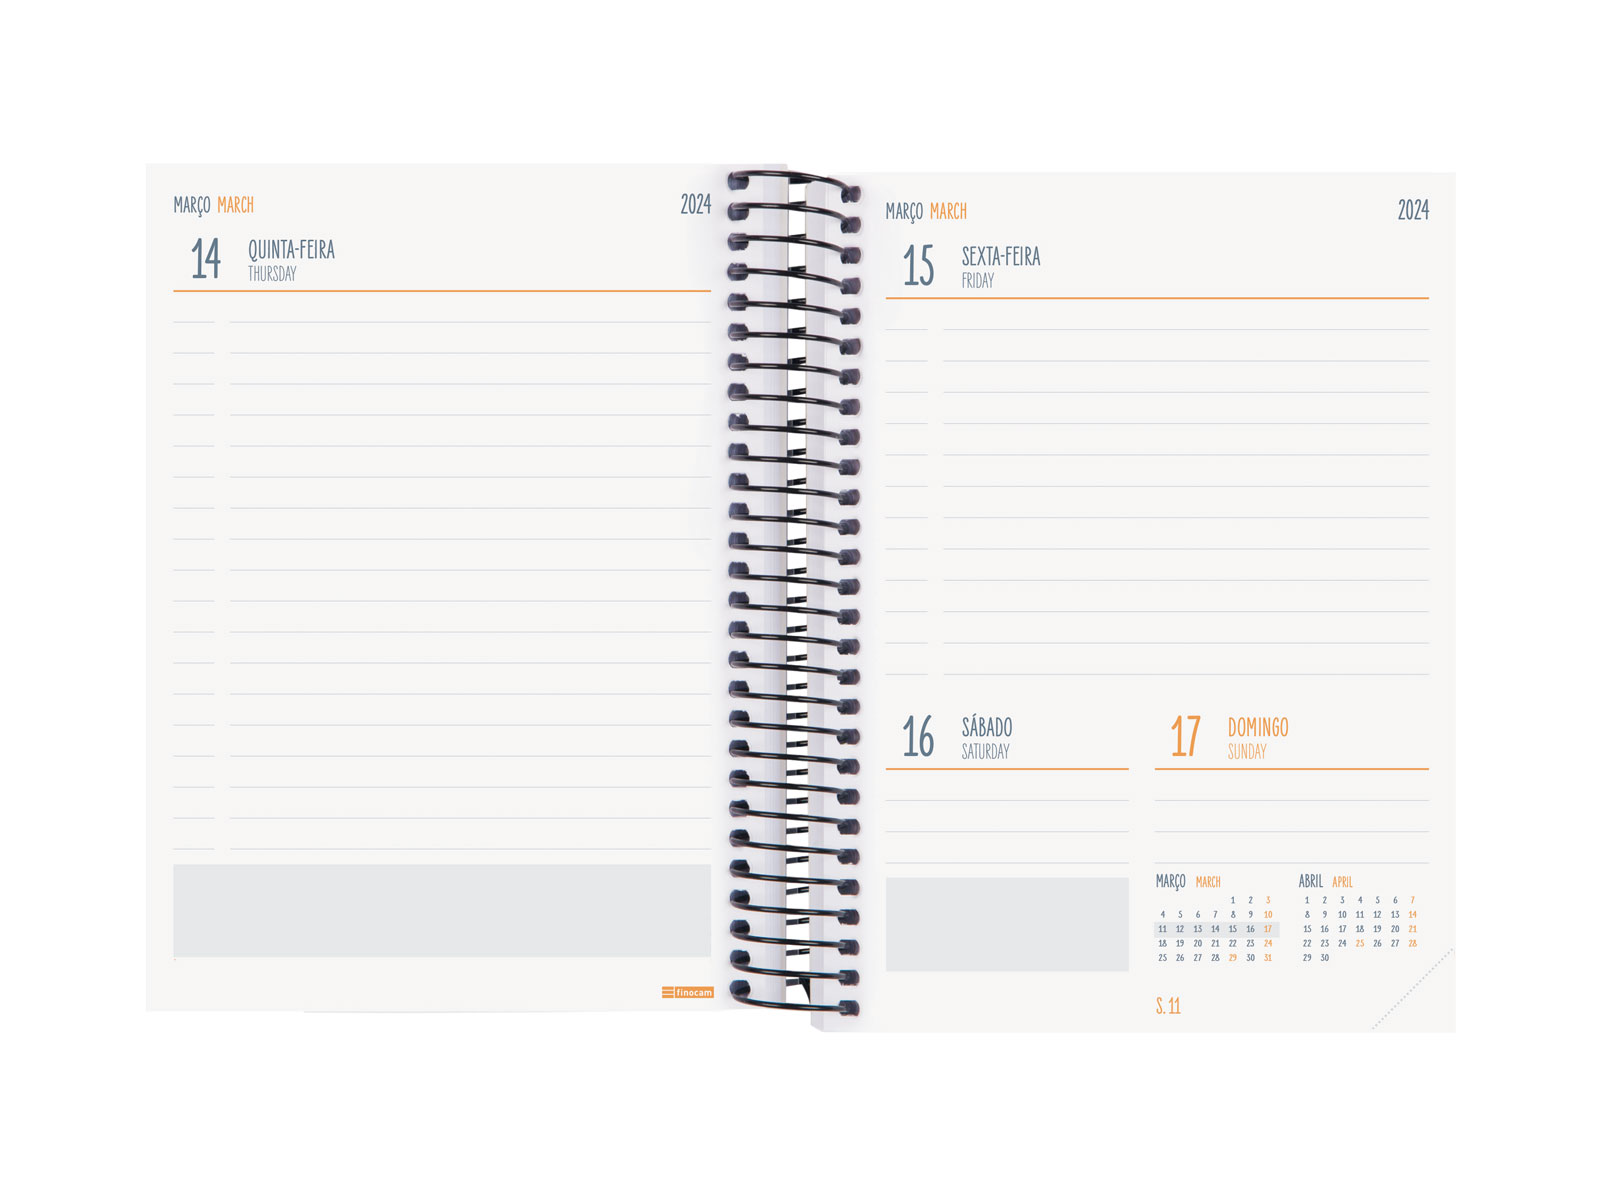 MARÇO MARCH 2024
14 QUINTA-FEIRA
THURSDAY
finocam
MARÇO MARCH 2024
15 SEXTA-FEIRA
FRIDAY
16 SÁBADO
SATURDAY
17 DOMINGO
SUNDAY
MARÇO MARCH
1 2 3
4 5 6 7 8 9 10
11 12 13 14 15 16 17
18 19 20 21 22 23 24
25 26 27 28 29 30 31
ABRIL APRIL
1 2 3 4 5 6 7
8 9 10 11 12 13 14
15 16 17 18 19 20 21
22 23 24 25 26 27 28
29 30
S. 11